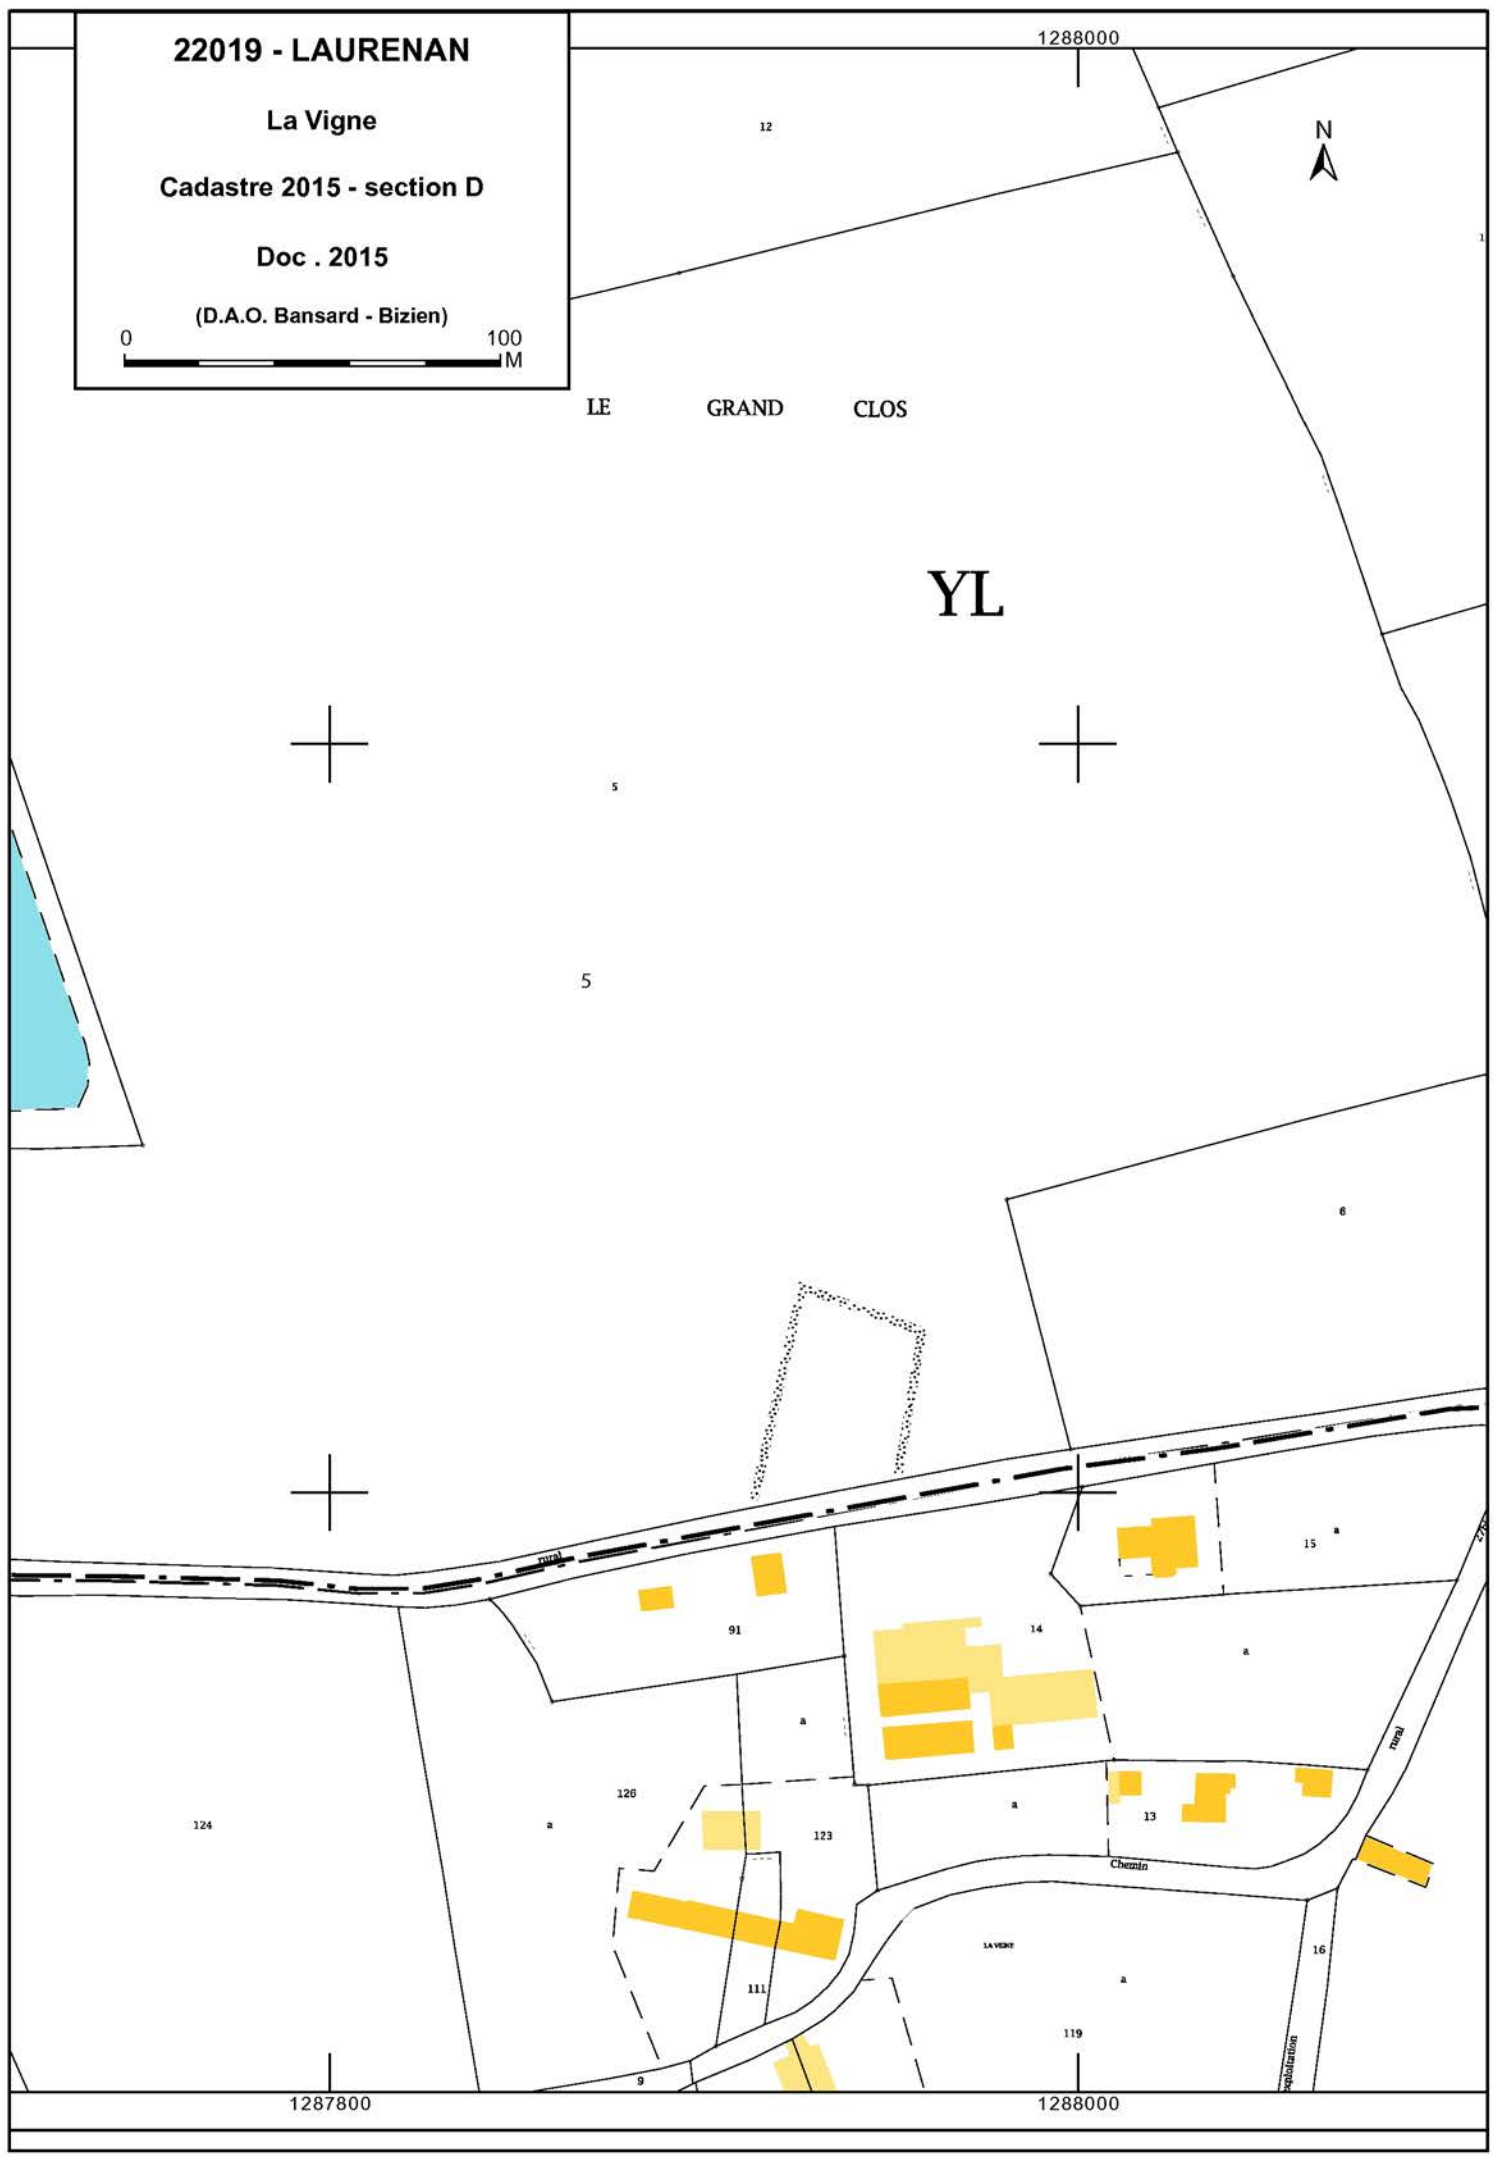 22019 - LAURENAN
La Vigne
Cadastre 2015 - section D
Doc . 2015
(D.A.O. Bansard - Bizien)
0 100
M
1288000
12
N
1
LE GRAND CLOS
YL
5
5
6
rural
15
a
91
14
a
a
rural
126
124
a
a
13
123
Chemin
LA VIGNE
16
a
111
119
9
1287800
1288000